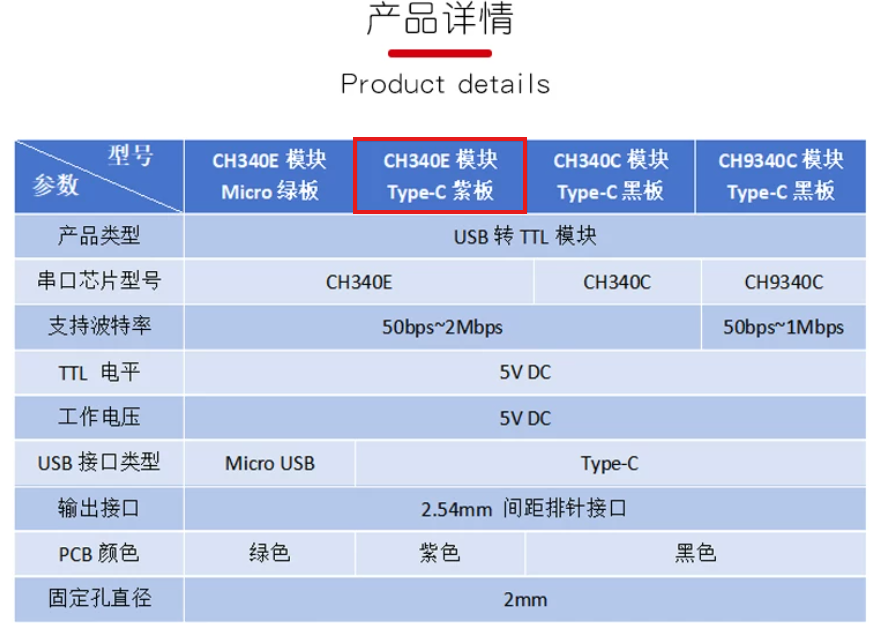 产品详情
Product details
型号
参数
CH340E 模块
Micro 绿板
CH340E 模块
Type-C 紫板
CH340C 模块
Type-C 黑板
CH9340C 模块
Type-C 黑板
产品类型
USB 转 TTL 模块
串口芯片型号
CH340E
CH340C
CH9340C
支持波特率
50bps~2Mbps
50bps~1Mbps
TTL 电平
5V DC
工作电压
5V DC
USB 接口类型
Micro USB
Type-C
输出接口
2.54mm 间距排针接口
PCB 颜色
绿色
紫色
黑色
固定孔直径
2mm